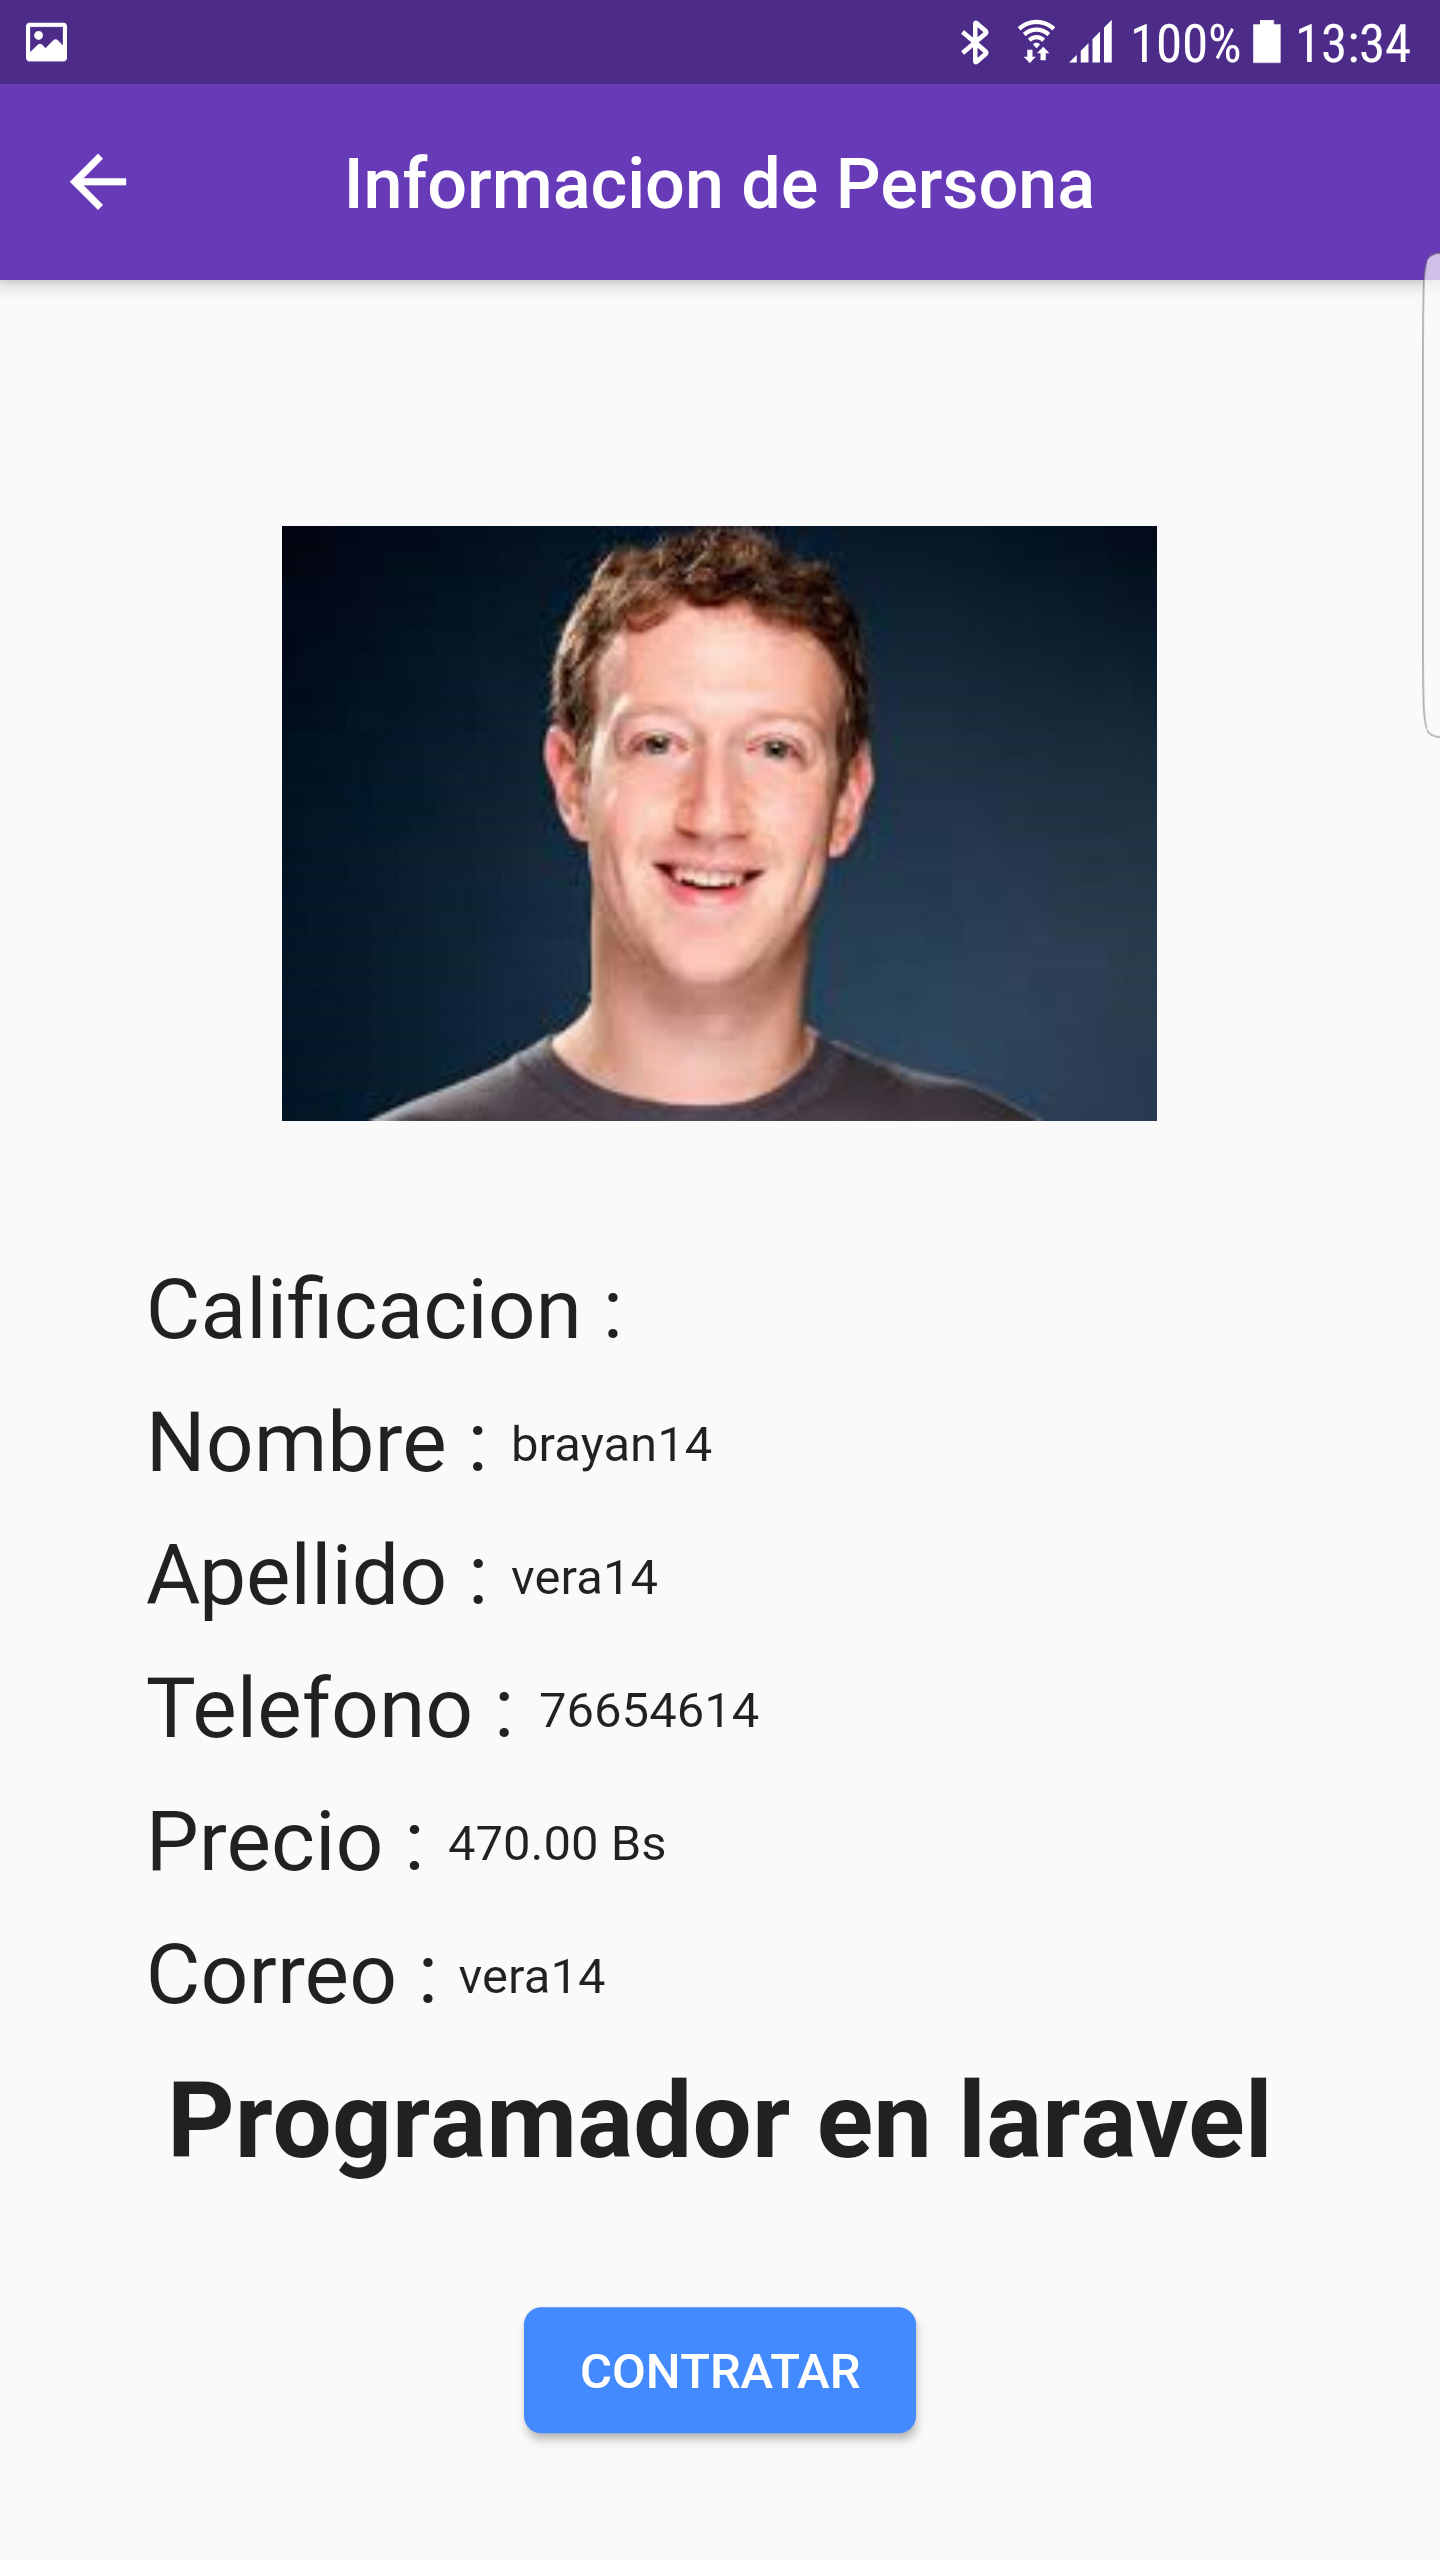 100% 13:34
Informacion de Persona
Calificacion :
Nombre : brayan14
Apellido : vera14
Telefono : 76654614
Precio : 470.00 Bs
Correo : vera14
Programador en laravel
CONTRATAR